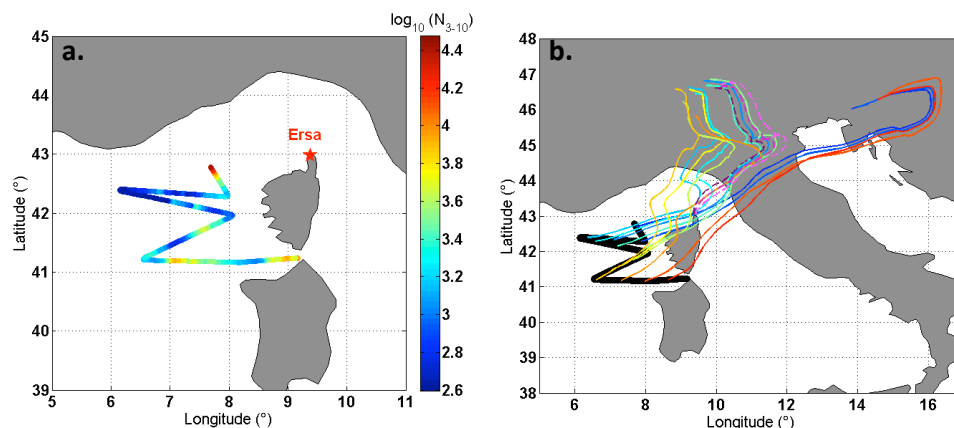 log₁₀ (N₃₋₁₀)
a.
45
44
43
42
41
40
39
Latitude (°)
Ersa
5 6 7 8 9 10 11
Longitude (°)
4.4
4.2
4
3.8
3.6
3.4
3.2
3
2.8
2.6
b.
48
47
46
45
44
43
42
41
40
39
38
Latitude (°)
6 8 10 12 14 16
Longitude (°)